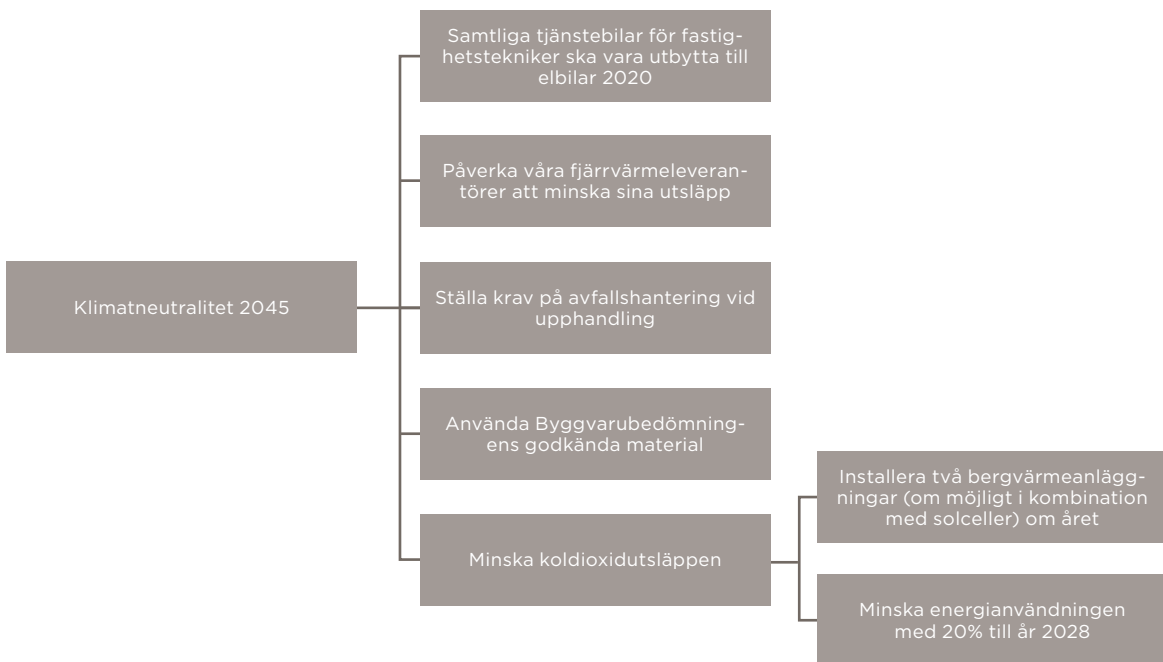 Samtliga tjänstebilar för fastig-
hetstekniker ska vara utbytta till
elbilar 2020
Påverka våra fjärrvärmeleveran-
törer att minska sina utsläpp
Klimatneutralitet 2045
Ställa krav på avfallshantering vid
upphandling
Använda Byggvarubedömning-
ens godkända material
Minska koldioxidutsläppen
Installera två bergvärmeanlägg-
ningar (om möjligt i kombination
med solceller) om året
Minska energianvändningen
med 20% till år 2028